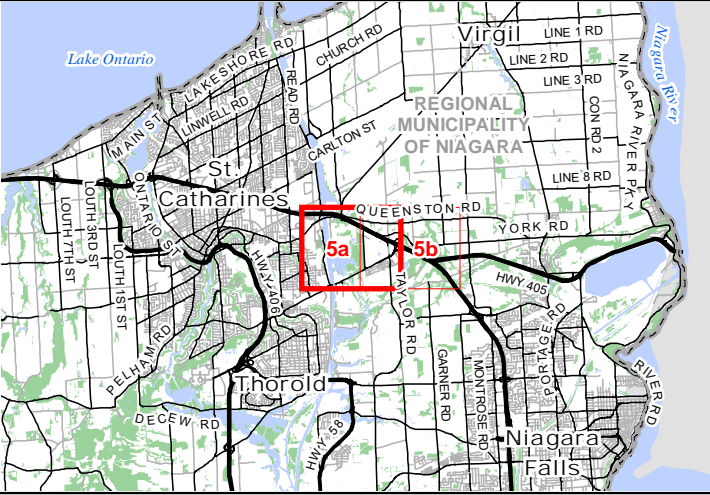 Virgil
LINE 1 RD
Lake Ontario
LAKESHORE RD
CHURCH RD
LINE 2 RD
Niagara River
LINE 3 RD
READ RD
NIAGARA RIVER PKY
MAIN ST
LINWELL RD
REGIONAL
MUNICIPALITY
OF NIAGARA
CON RD 2
CARLTON ST
St.
Catharines
LINE 8 RD
ONTARIO ST
LOUTH 7TH ST
LOUTH 3RD ST
LOUTH 1ST ST
QUEENSTON RD
YORK RD
5a
5b
HWY 406
HWY 405
TAYLOR RD
PELHAM RD
PORTAGE RD
GARNER RD
MONTROSE RD
RIVER RD
Thorold
DECEW RD
HWY 58
Niagara
Falls